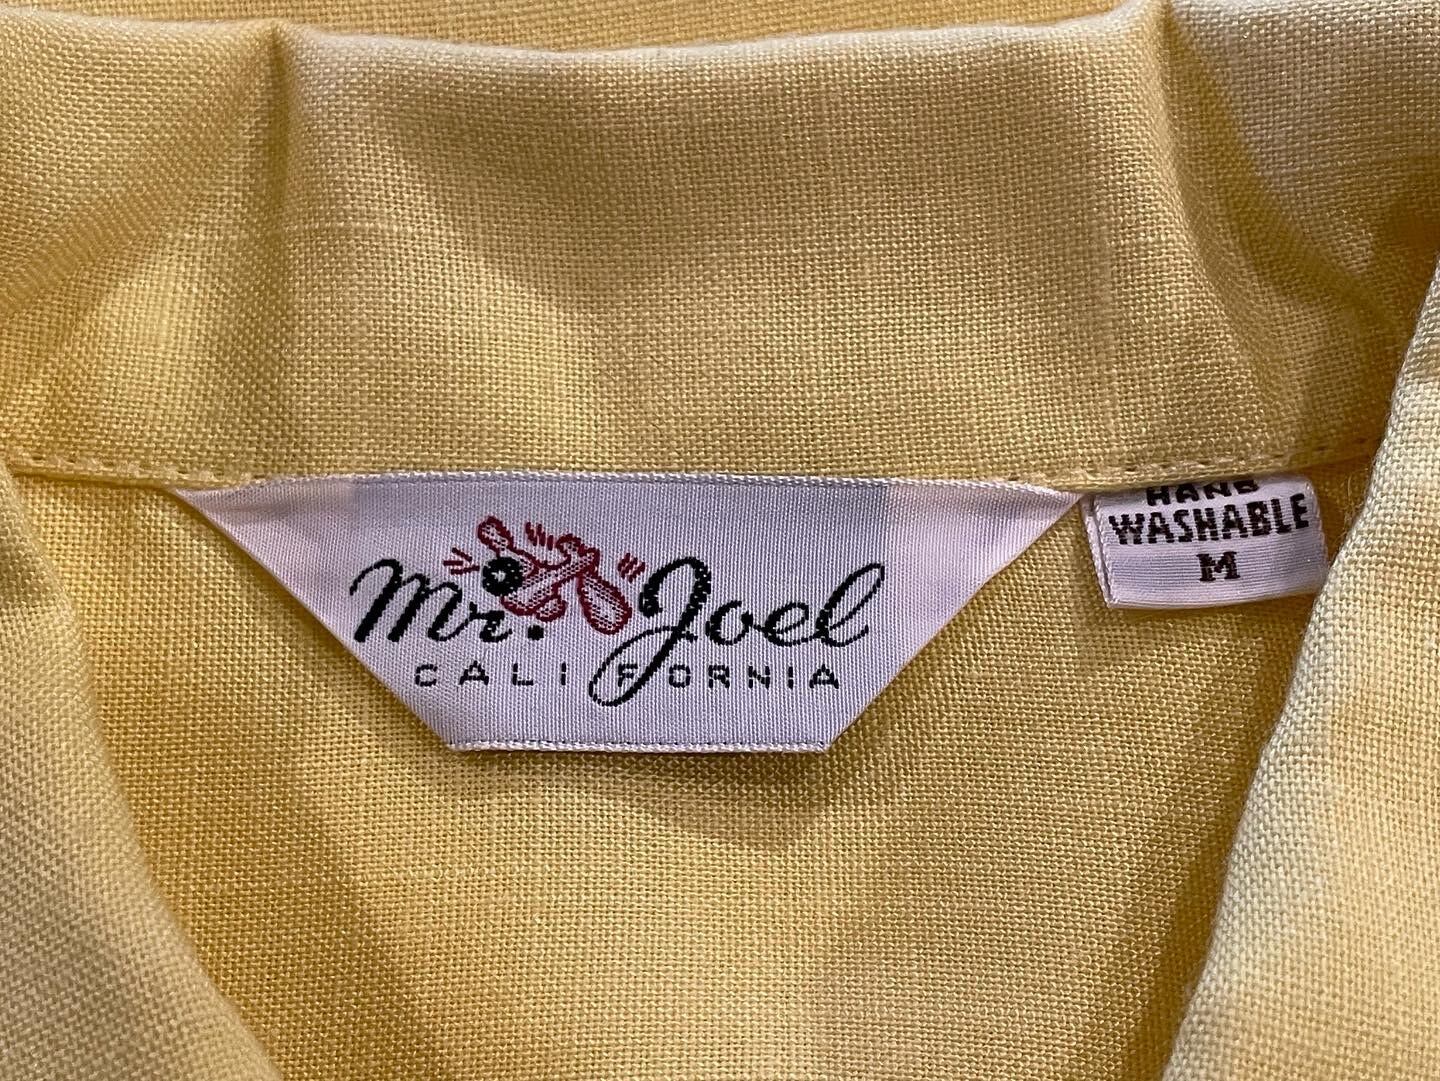 Mr. Joel
CALIFORNIA
HAND
WASHABLE
M